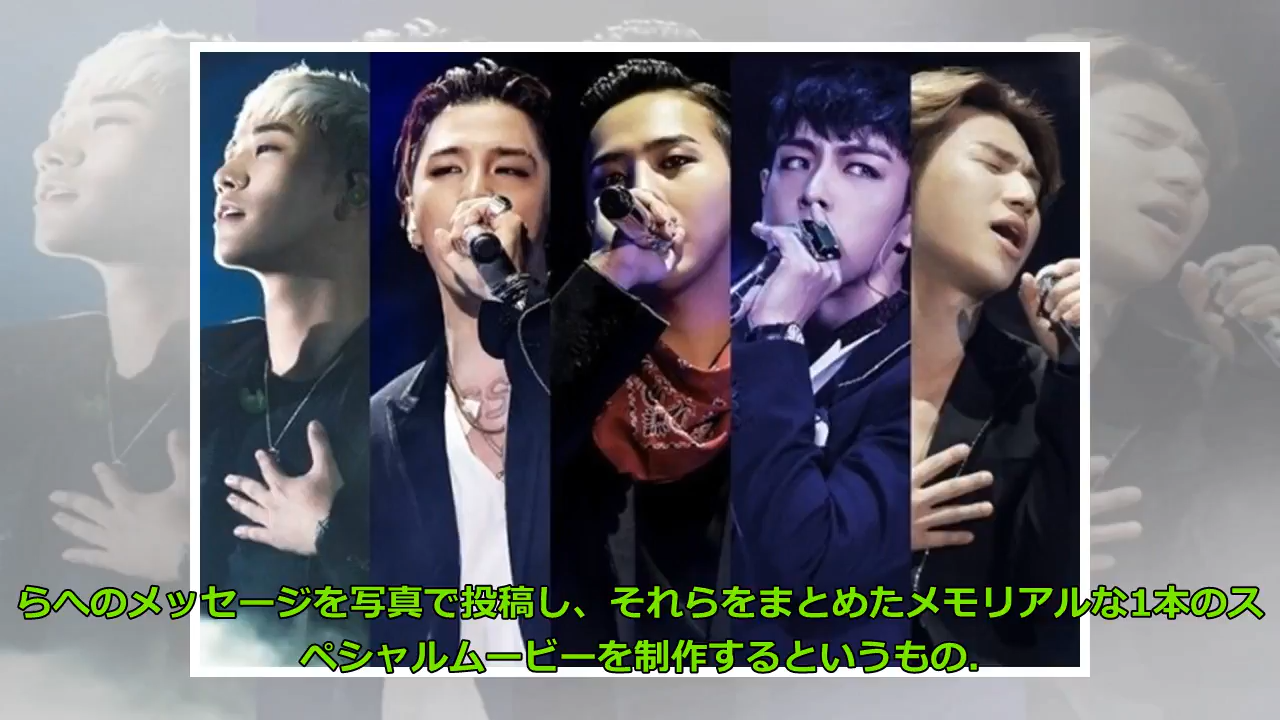 らへのメッセージを写真で投稿し、それらをまとめたメモリアルな1本のス
ペシャルムービーを制作するというもの.